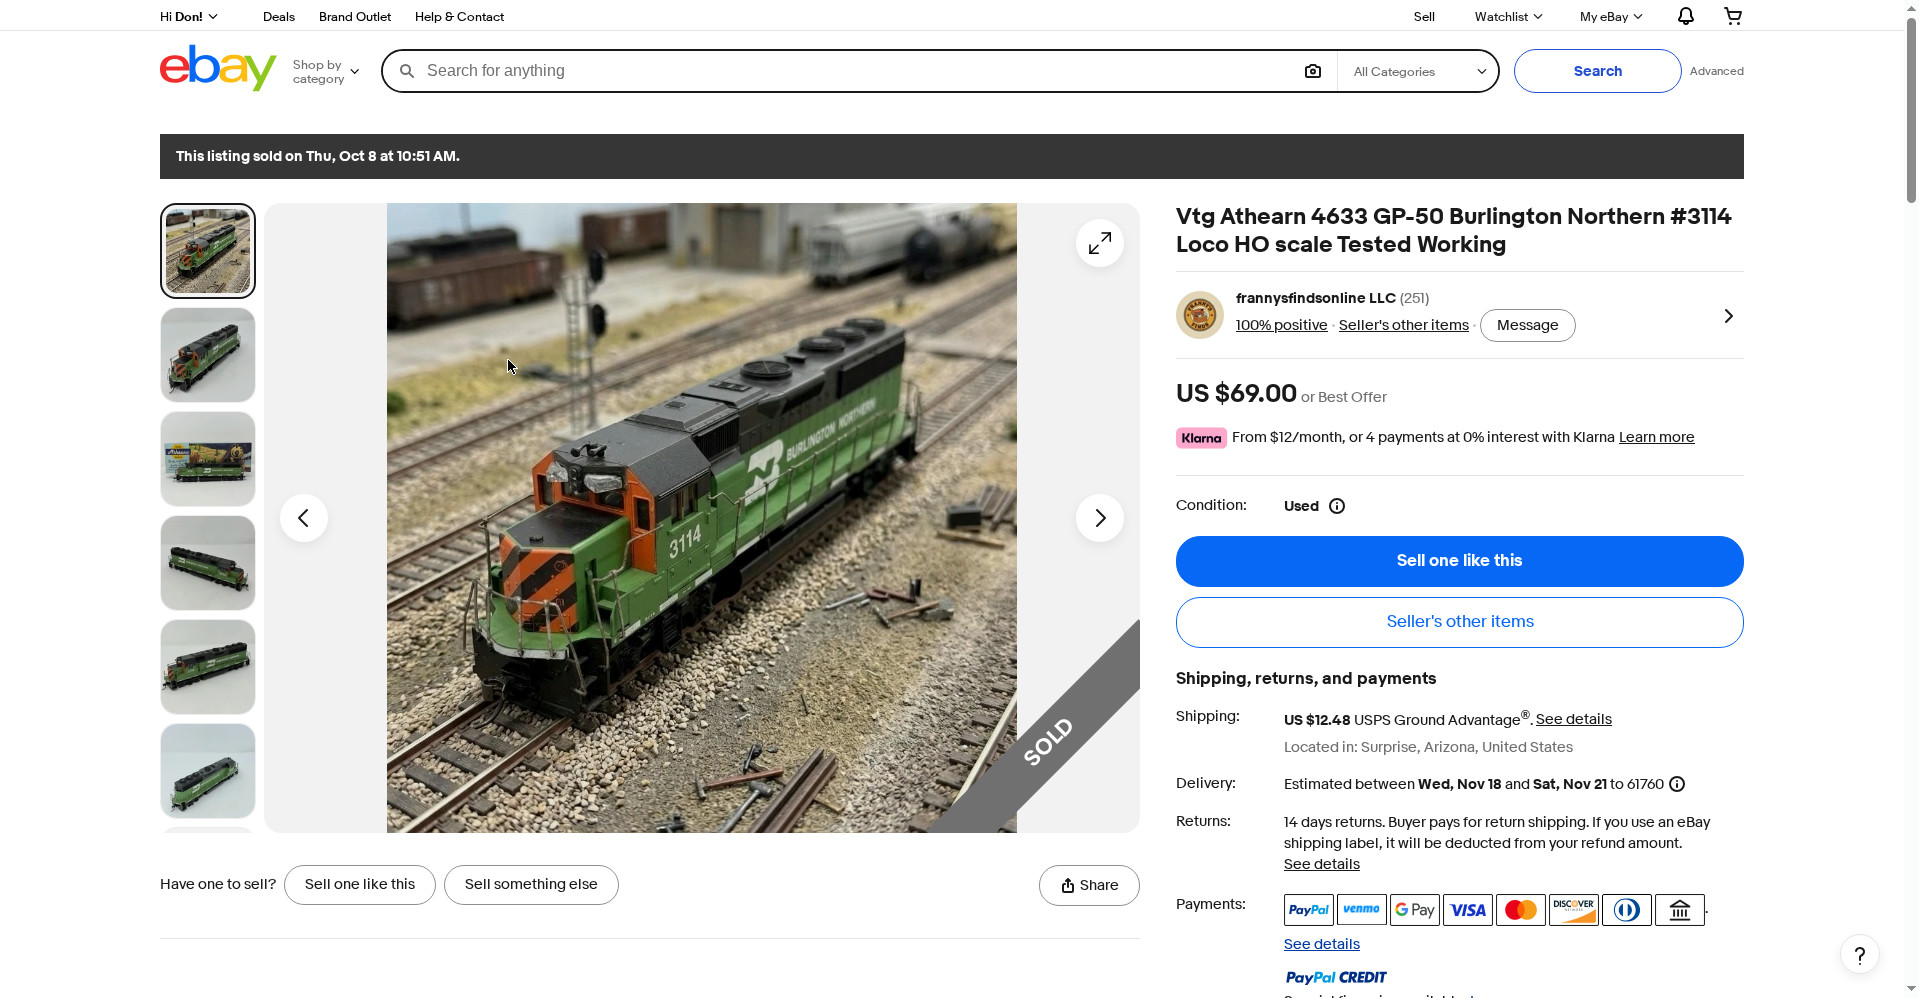 Hi Don!
Deals
Brand Outlet
Help & Contact
Sell
Watchlist
My eBay
ebay
Shop by
category
Search for anything
All Categories
Search
Advanced
This listing sold on Thu, Oct 8 at 10:51 AM.
3114
BURLINGTON NORTHERN
SOLD
Have one to sell?
Sell one like this
Sell something else
Share
Vtg Athearn 4633 GP-50 Burlington Northern #3114
Loco HO scale Tested Working
frannysfindsonline LLC (251)
100% positive · Seller's other items · Message
US $69.00 or Best Offer
Klarna From $12/month, or 4 payments at 0% interest with Klarna Learn more
Condition: Used
Sell one like this
Seller's other items
Shipping, returns, and payments
Shipping: US $12.48 USPS Ground Advantage®. See details
Located in: Surprise, Arizona, United States
Delivery: Estimated between Wed, Nov 18 and Sat, Nov 21 to 61760
Returns: 14 days returns. Buyer pays for return shipping. If you use an eBay
shipping label, it will be deducted from your refund amount.
See details
Payments: PayPal venmo G Pay VISA DISCOVER .
See details
PayPal CREDIT
?